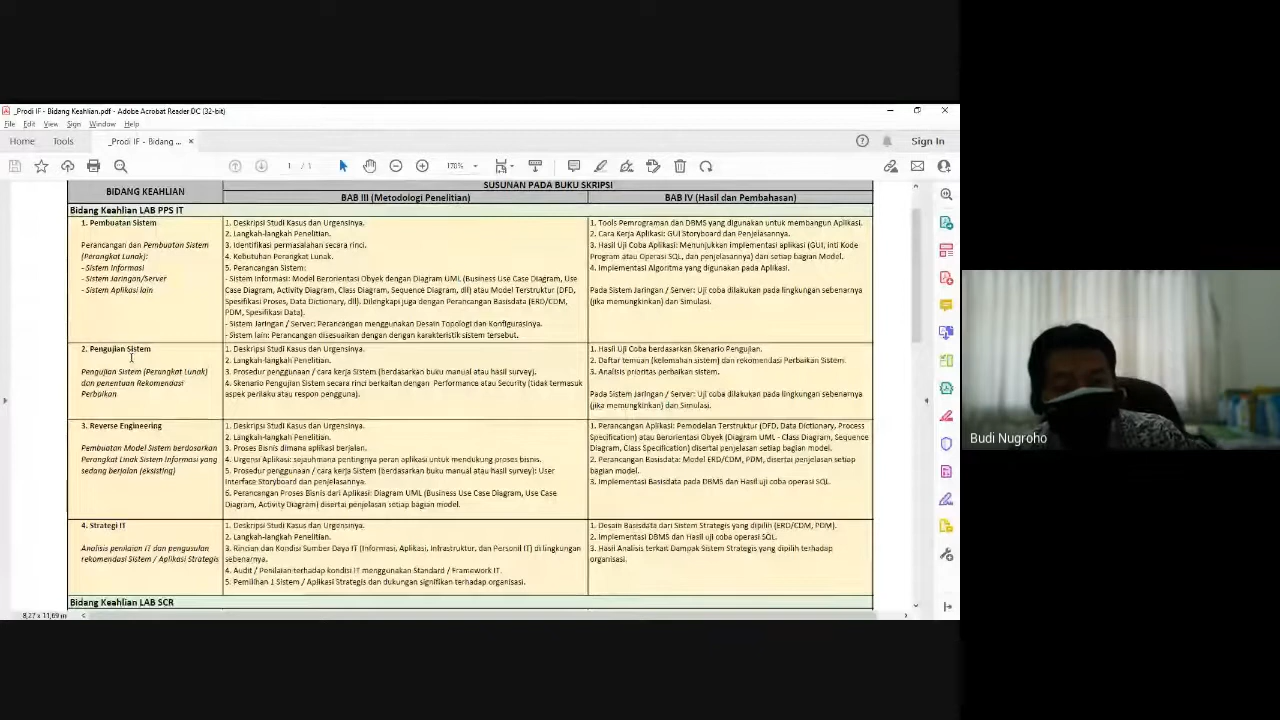 _Prodi IF - Bidang Keahlian.pdf - Adobe Acrobat Reader DC (32-bit)
File Edit View Sign Window Help
Home Tools _Prodi IF - Bidang ... × Sign In
1 / 1 170%
BIDANG KEAHLIAN
SUSUNAN PADA BUKU SKRIPSI
BAB III (Metodologi Penelitian)
BAB IV (Hasil dan Pembahasan)
Bidang Keahlian LAB PPS IT
1. Pembuatan Sistem
Perancangan dan Pembuatan Sistem
(Perangkat Lunak):
- Sistem Informasi
- Sistem Jaringan/Server
- Sistem Aplikasi lain
1. Deskripsi Studi Kasus dan Urgensinya.
2. Langkah-langkah Penelitian.
3. Identifikasi permasalahan secara rinci.
4. Kebutuhan Perangkat Lunak.
5. Perancangan Sistem:
- Sistem Informasi: Model Berorientasi Obyek dengan Diagram UML (Business Use Case Diagram, Use
Case Diagram, Activity Diagram, Class Diagram, Sequence Diagram, dll) atau Model Terstruktur (DFD,
Spesifikasi Proses, Data Dictionary, dll). Dilengkapi juga dengan Perancangan Basisdata (ERD/CDM,
PDM, Spesifikasi Data).
- Sistem Jaringan / Server: Perancangan menggunakan Desain Topologi dan Konfigurasinya.
- Sistem lain: Perancangan disesuaikan dengan dengan karakteristik sistem tersebut.
1. Tools Pemrograman dan DBMS yang digunakan untuk membangun Aplikasi.
2. Cara Kerja Aplikasi: GUI Storyboard dan Penjelasannya.
3. Hasil Uji Coba Aplikasi: Menunjukkan implementasi aplikasi (GUI, inti Kode
Program atau Operasi SQL, dan penjelasannya) dari setiap bagian Model.
4. Implementasi Algoritma yang digunakan pada Aplikasi.
Pada Sistem Jaringan / Server: Uji coba dilakukan pada lingkungan sebenarnya
(jika memungkinkan) dan Simulasi.
2. Pengujian Sistem
Pengujian Sistem (Perangkat Lunak)
dan penentuan Rekomendasi
Perbaikan
1. Deskripsi Studi Kasus dan Urgensinya.
2. Langkah-langkah Penelitian.
3. Prosedur penggunaan / cara kerja Sistem (berdasarkan buku manual atau hasil survey).
4. Skenario Pengujian Sistem secara rinci berkaitan dengan Performance atau Security (tidak termasuk
aspek perilaku atau respon pengguna).
1. Hasil Uji Coba berdasarkan Skenario Pengujian.
2. Daftar temuan (kelemahan sistem) dan rekomendasi Perbaikan Sistem.
3. Analisis prioritas perbaikan sistem.
Pada Sistem Jaringan / Server: Uji coba dilakukan pada lingkungan sebenarnya
(jika memungkinkan) dan Simulasi.
3. Reverse Engineering
Pembuatan Model Sistem berdasarkan
Perangkat Lunak Sistem Informasi yang
sedang berjalan (eksisting)
1. Deskripsi Studi Kasus dan Urgensinya.
2. Langkah-langkah Penelitian.
3. Proses Bisnis dimana aplikasi berjalan.
4. Urgensi Aplikasi: sejauhmana pentingnya peran aplikasi untuk mendukung proses bisnis.
5. Prosedur penggunaan / cara kerja Sistem (berdasarkan buku manual atau hasil survey): User
Interface Storyboard dan penjelasannya.
6. Perancangan Proses Bisnis dari Aplikasi: Diagram UML (Business Use Case Diagram, Use Case
Diagram, Activity Diagram) disertai penjelasan setiap bagian model.
1. Perancangan Aplikasi: Pemodelan Terstruktur (DFD, Data Dictionary, Process
Specification) atau Berorientasi Obyek (Diagram UML - Class Diagram, Sequence
Diagram, Class Specification) disertai penjelasan setiap bagian model.
2. Perancangan Basisdata: Model ERD/CDM, PDM, disertai penjelasan setiap
bagian model.
3. Implementasi Basisdata pada DBMS dan Hasil uji coba operasi SQL.
4. Strategi IT
Analisis penilaian IT dan pengusulan
rekomendasi Sistem / Aplikasi Strategis
1. Deskripsi Studi Kasus dan Urgensinya.
2. Langkah-langkah Penelitian.
3. Rincian dan Kondisi Sumber Daya IT (Informasi, Aplikasi, Infrastruktur, dan Personil IT) di lingkungan
sebenarnya.
4. Audit / Penilaian terhadap kondisi IT menggunakan Standard / Framework IT.
5. Pemilihan 1 Sistem / Aplikasi Strategis dan dukungan signifikan terhadap organisasi.
1. Desain Basisdata dari Sistem Strategis yang dipilih (ERD/CDM, PDM).
2. Implementasi DBMS dan Hasil uji coba operasi SQL.
3. Hasil Analisis terkait Dampak Sistem Strategis yang dipilih terhadap
organisasi.
Bidang Keahlian LAB SCR
8,27 x 11,69 in
Budi Nugroho